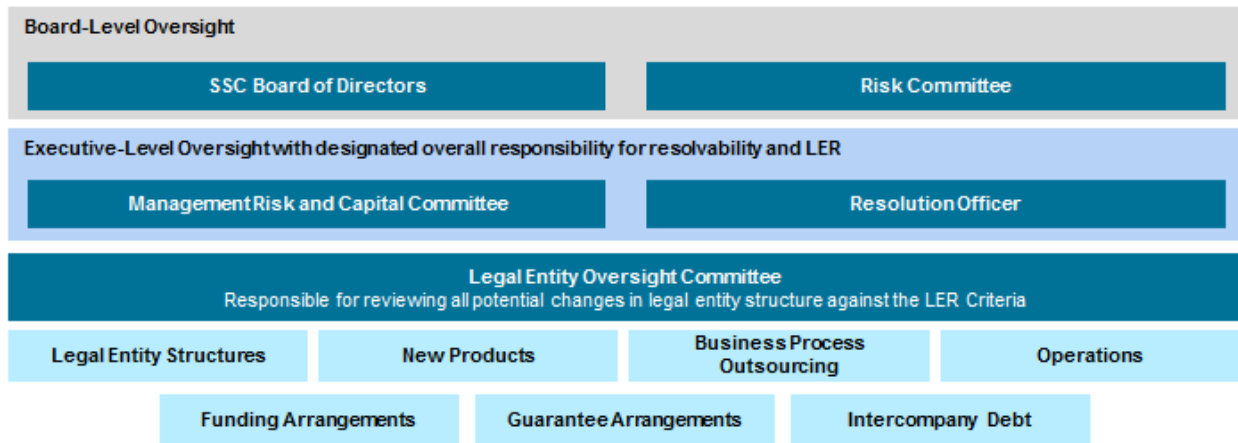 Board-Level Oversight
SSC Board of Directors
Risk Committee
Executive-Level Oversight with designated overall responsibility for resolvability and LER
Management Risk and Capital Committee
Resolution Officer
Legal Entity Oversight Committee
Responsible for reviewing all potential changes in legal entity structure against the LER Criteria
Legal Entity Structures
New Products
Business Process
Outsourcing
Operations
Funding Arrangements
Guarantee Arrangements
Intercompany Debt